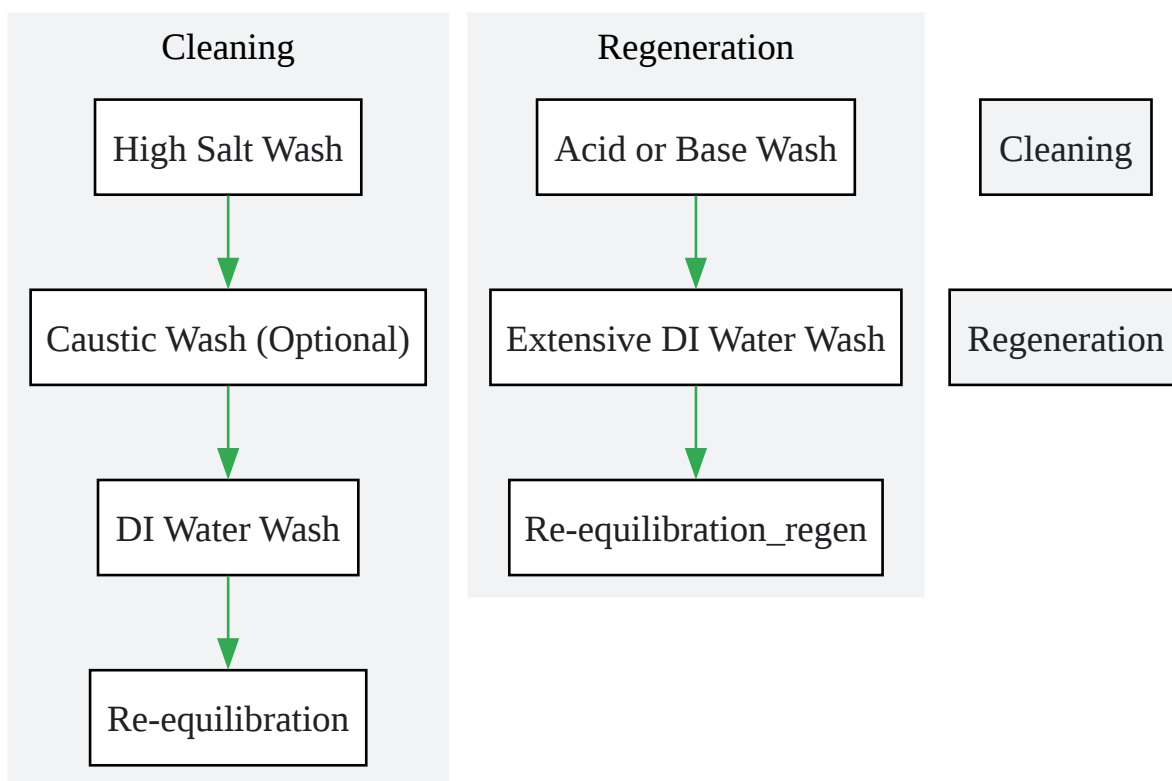 Cleaning
High Salt Wash
Caustic Wash (Optional)
DI Water Wash
Re-equilibration
Regeneration
Acid or Base Wash
Extensive DI Water Wash
Re-equilibration_regen
Cleaning
Regeneration